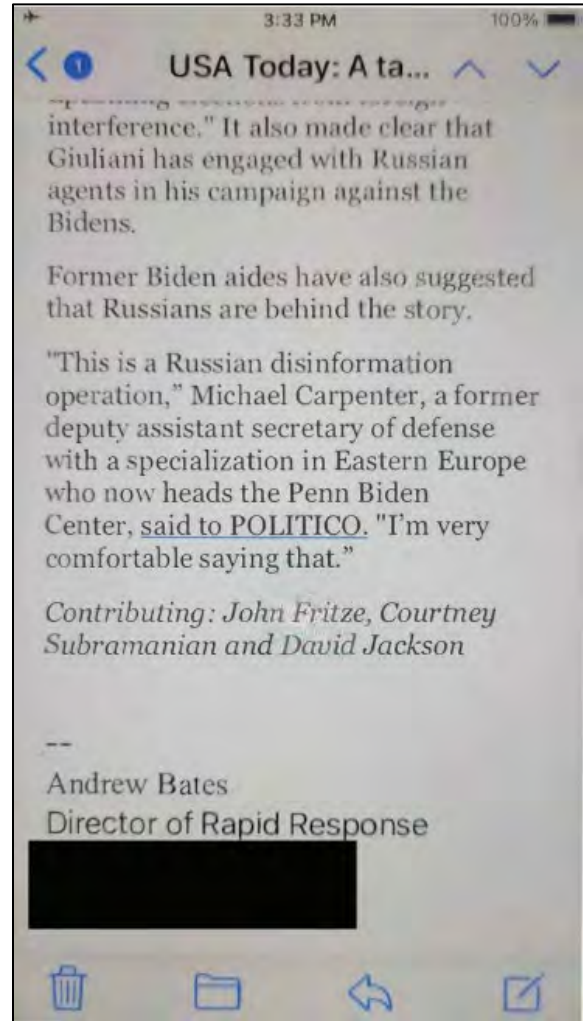 3:33 PM
100%
1
USA Today: A ta...
interference." It also made clear that
Giuliani has engaged with Russian
agents in his campaign against the
Bidens.
Former Biden aides have also suggested
that Russians are behind the story.
"This is a Russian disinformation
operation,” Michael Carpenter, a former
deputy assistant secretary of defense
with a specialization in Eastern Europe
who now heads the Penn Biden
Center, said to POLITICO. "I’m very
comfortable saying that.”
Contributing: John Fritze, Courtney
Subramanian and David Jackson
--
Andrew Bates
Director of Rapid Response